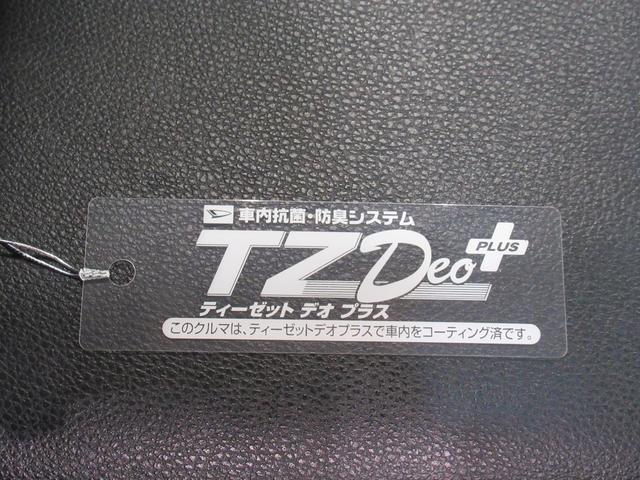 車内抗菌・防臭システム
TZ Deo PLUS
ティーゼット デオ プラス
このクルマは、ティーゼットデオプラスで車内をコーティング済です。